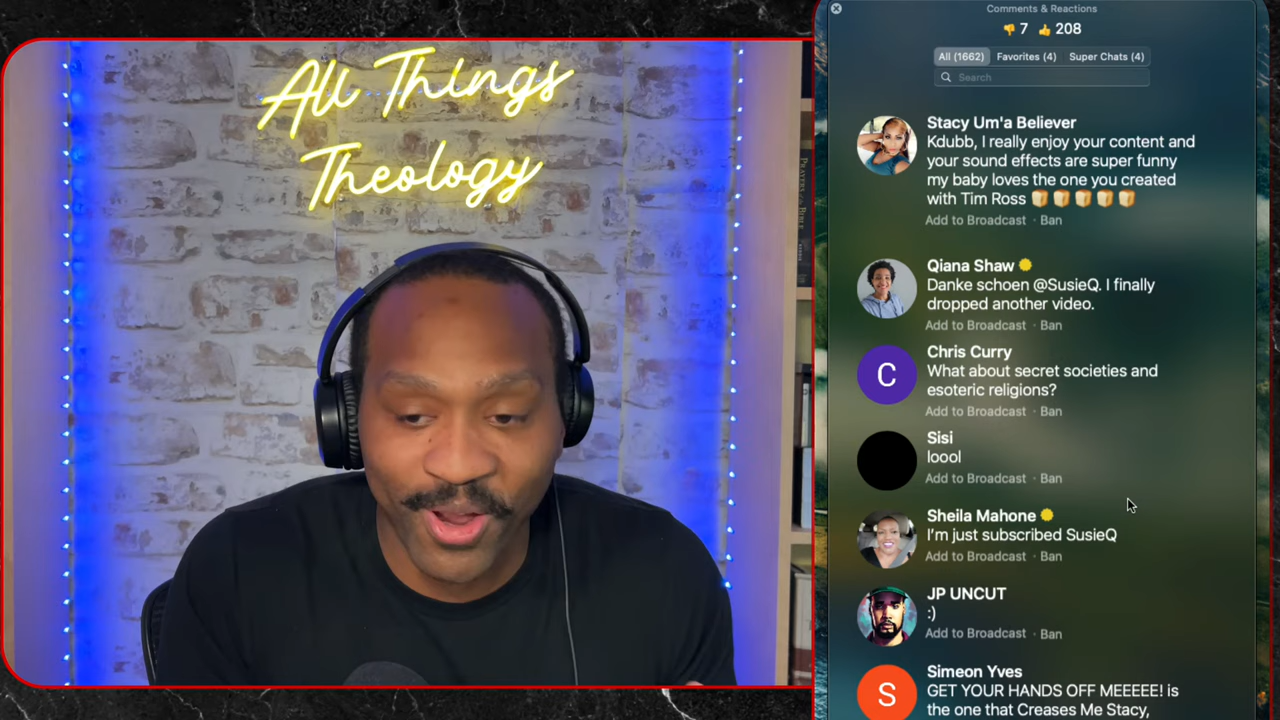 All Things
Theology
PRAYERS OF THE BIBLE
Comments & Reactions
👎 7 👍 208
All (1662) Favorites (4) Super Chats (4)
Search
Stacy Um'a Believer
Kdubb, I really enjoy your content and
your sound effects are super funny
my baby loves the one you created
with Tim Ross 🍞🍞🍞🍞🍞
Add to Broadcast · Ban
Qiana Shaw
Danke schoen @SusieQ. I finally
dropped another video.
Add to Broadcast · Ban
C
Chris Curry
What about secret societies and
esoteric religions?
Add to Broadcast · Ban
Sisi
loool
Add to Broadcast · Ban
Sheila Mahone
I'm just subscribed SusieQ
Add to Broadcast · Ban
JP UNCUT
:)
Add to Broadcast · Ban
S
Simeon Yves
GET YOUR HANDS OFF MEEEEE! is
the one that Creases Me Stacy,